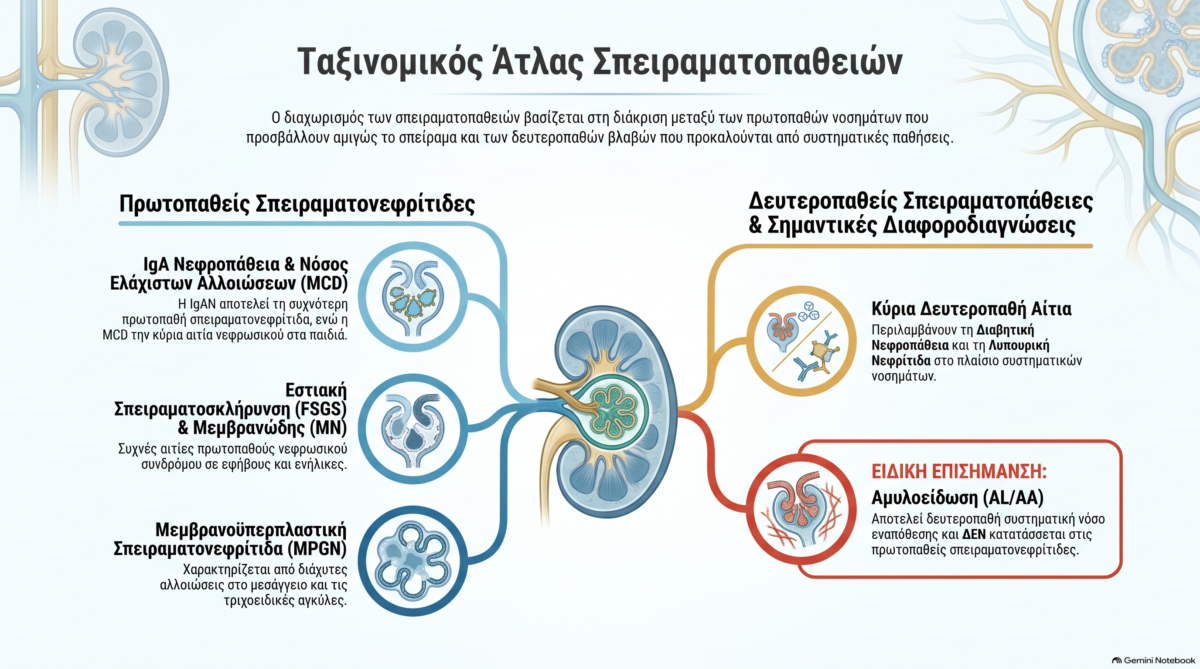 Ταξινομικός Άτλας Σπειραματοπαθειών
Ο διαχωρισμός των σπειραματοπαθειών βασίζεται στη διάκριση μεταξύ των πρωτοπαθών νοσημάτων που
προσβάλλουν αμιγώς το σπείραμα και των δευτεροπαθών βλαβών που προκαλούνται από συστηματικές παθήσεις.
Πρωτοπαθείς Σπειραματονεφρίτιδες
IgA Νεφροπάθεια & Νόσος
Ελάχιστων Αλλοιώσεων (MCD)
Η IgAN αποτελεί τη συχνότερη
πρωτοπαθή σπειραματονεφρίτιδα, ενώ η
MCD την κύρια αιτία νεφρωσικού στα παιδιά.
Εστιακή
Σπειραματοσκλήρυνση (FSGS)
& Μεμβρανώδης (MN)
Συχνές αιτίες πρωτοπαθούς νεφρωσικού
συνδρόμου σε εφήβους και ενήλικες.
Μεμβρανοϋπερπλαστική
Σπειραματονεφρίτιδα (MPGN)
Χαρακτηρίζεται από διάχυτες
αλλοιώσεις στο μεσάγγειο και τις
τριχοειδικές αγκύλες.
Δευτεροπαθείς Σπειραματοπάθειες
& Σημαντικές Διαφοροδιαγνώσεις
Κύρια Δευτεροπαθή Αίτια
Περιλαμβάνουν τη Διαβητική
Νεφροπάθεια και τη Λυπουρική
Νεφρίτιδα στο πλαίσιο συστηματικών
νοσημάτων.
ΕΙΔΙΚΗ ΕΠΙΣΗΜΑΝΣΗ:
Αμυλοείδωση (AL/AA)
Αποτελεί δευτεροπαθή συστηματική νόσο
εναπόθεσης και ΔΕΝ κατατάσσεται στις
πρωτοπαθείς σπειραματονεφρίτιδες.
Gemini Notebook